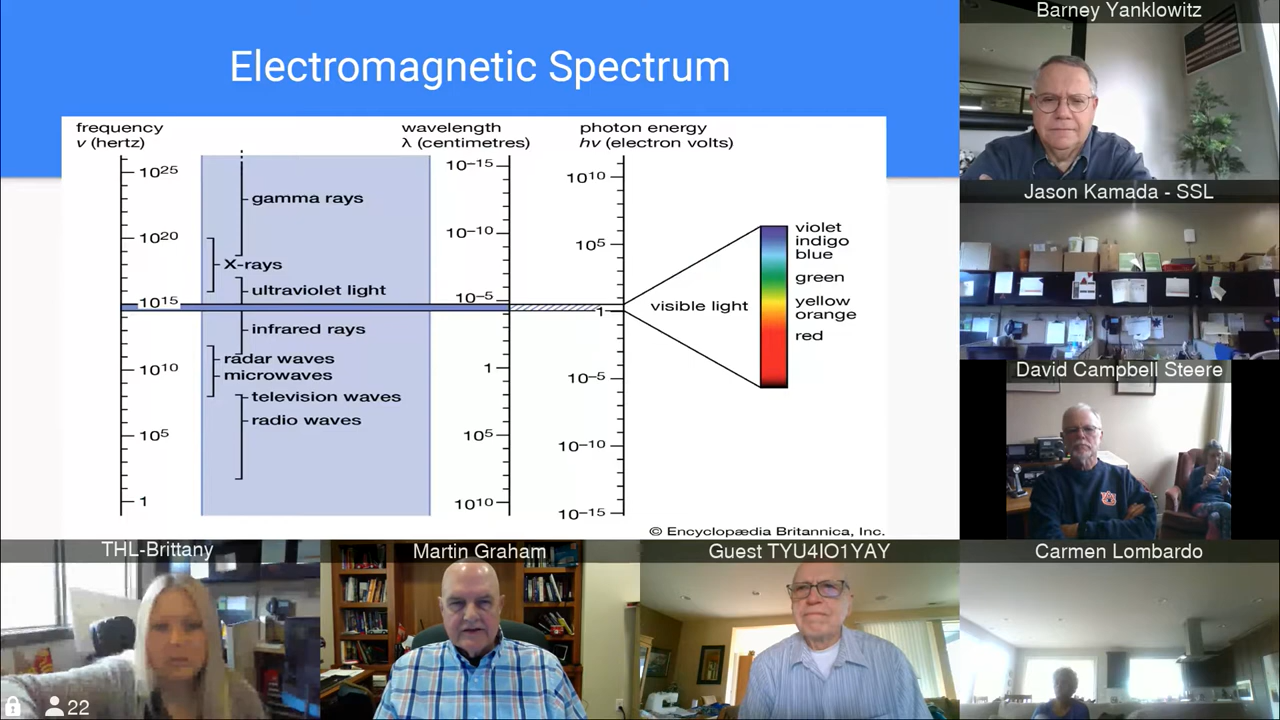 Electromagnetic Spectrum
frequency
ν (hertz)
wavelength
λ (centimetres)
photon energy
hν (electron volts)
10²⁵
10²⁰
10¹⁵
10¹⁰
10⁵
1
gamma rays
X-rays
ultraviolet light
infrared rays
radar waves
microwaves
television waves
radio waves
10⁻¹⁵
10⁻¹⁰
10⁻⁵
1
10⁵
10¹⁰
10¹⁰
10⁵
1
10⁻⁵
10⁻¹⁰
10⁻¹⁵
visible light
violet
indigo
blue
green
yellow
orange
red
© Encyclopædia Britannica, Inc.
Barney Yanklowitz
Jason Kamada - SSL
David Campbell Steere
THL-Brittany
Martin Graham
Guest TYU4IO1YAY
Carmen Lombardo
22